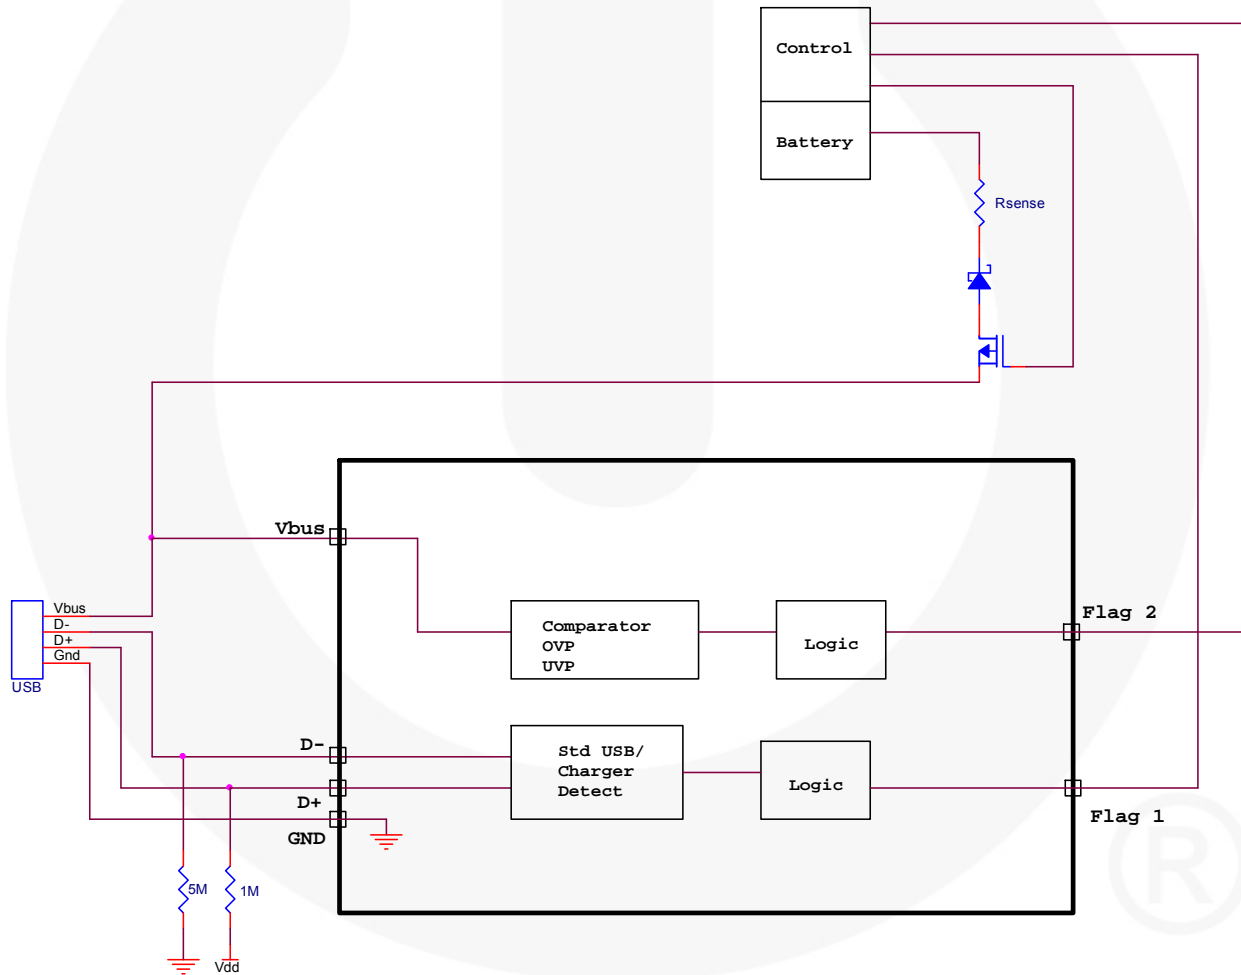 Control
Battery
Rsense
Vbus
Vbus
D-
D+
Gnd
USB
Comparator
OVP
UVP
Logic
Flag 2
D-
D+
GND
Std USB/
Charger
Detect
Logic
Flag 1
5M
1M
Vdd
R